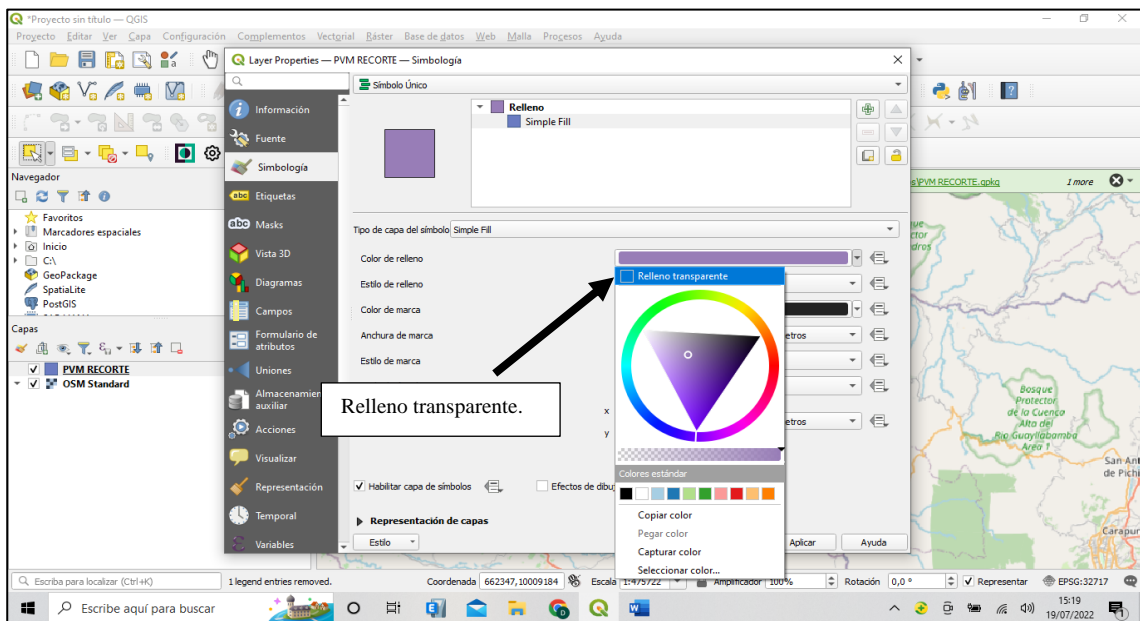 *Proyecto sin título — QGIS
Proyecto Editar Ver Capa Configuración Complementos Vectorial Ráster Base de datos Web Malla Procesos Ayuda
Layer Properties — PVM RECORTE — Simbología
Símbolo Único
Información
Fuente
Simbología
Etiquetas
Masks
Vista 3D
Diagramas
Campos
Formulario de
atributos
Uniones
auxiliar
Acciones
Visualizar
Representación
Temporal
Variables
Relleno
Simple Fill
Tipo de capa del símbolo Simple Fill
Color de relleno
Estilo de relleno
Color de marca
Anchura de marca
Estilo de marca
x
y
Relleno transparente
Relleno transparente.
Colores estándar
Copiar color
Pegar color
Capturar color
Seleccionar color...
Habilitar capa de símbolos
Efectos de dibu
Representación de capas
Estilo
Aplicar
Ayuda
Navegador
Favoritos
Marcadores espaciales
Inicio
C:\
GeoPackage
SpatiaLite
PostGIS
Capas
PVM RECORTE
OSM Standard
s\PVM RECORTE.gpkg
1 more
Bosque
Protector
de la Cuenca
Alta del
Rio Guayllabamba
Area 1
San Ant
de Pichi
Carapun
Escriba para localizar (Ctrl+K)
1 legend entries removed.
Coordenada 662347,10009184
Escala 1:475722
Amplificador 100%
Rotación 0,0 °
Representar
EPSG:32717
Escribe aquí para buscar
15:19
19/07/2022